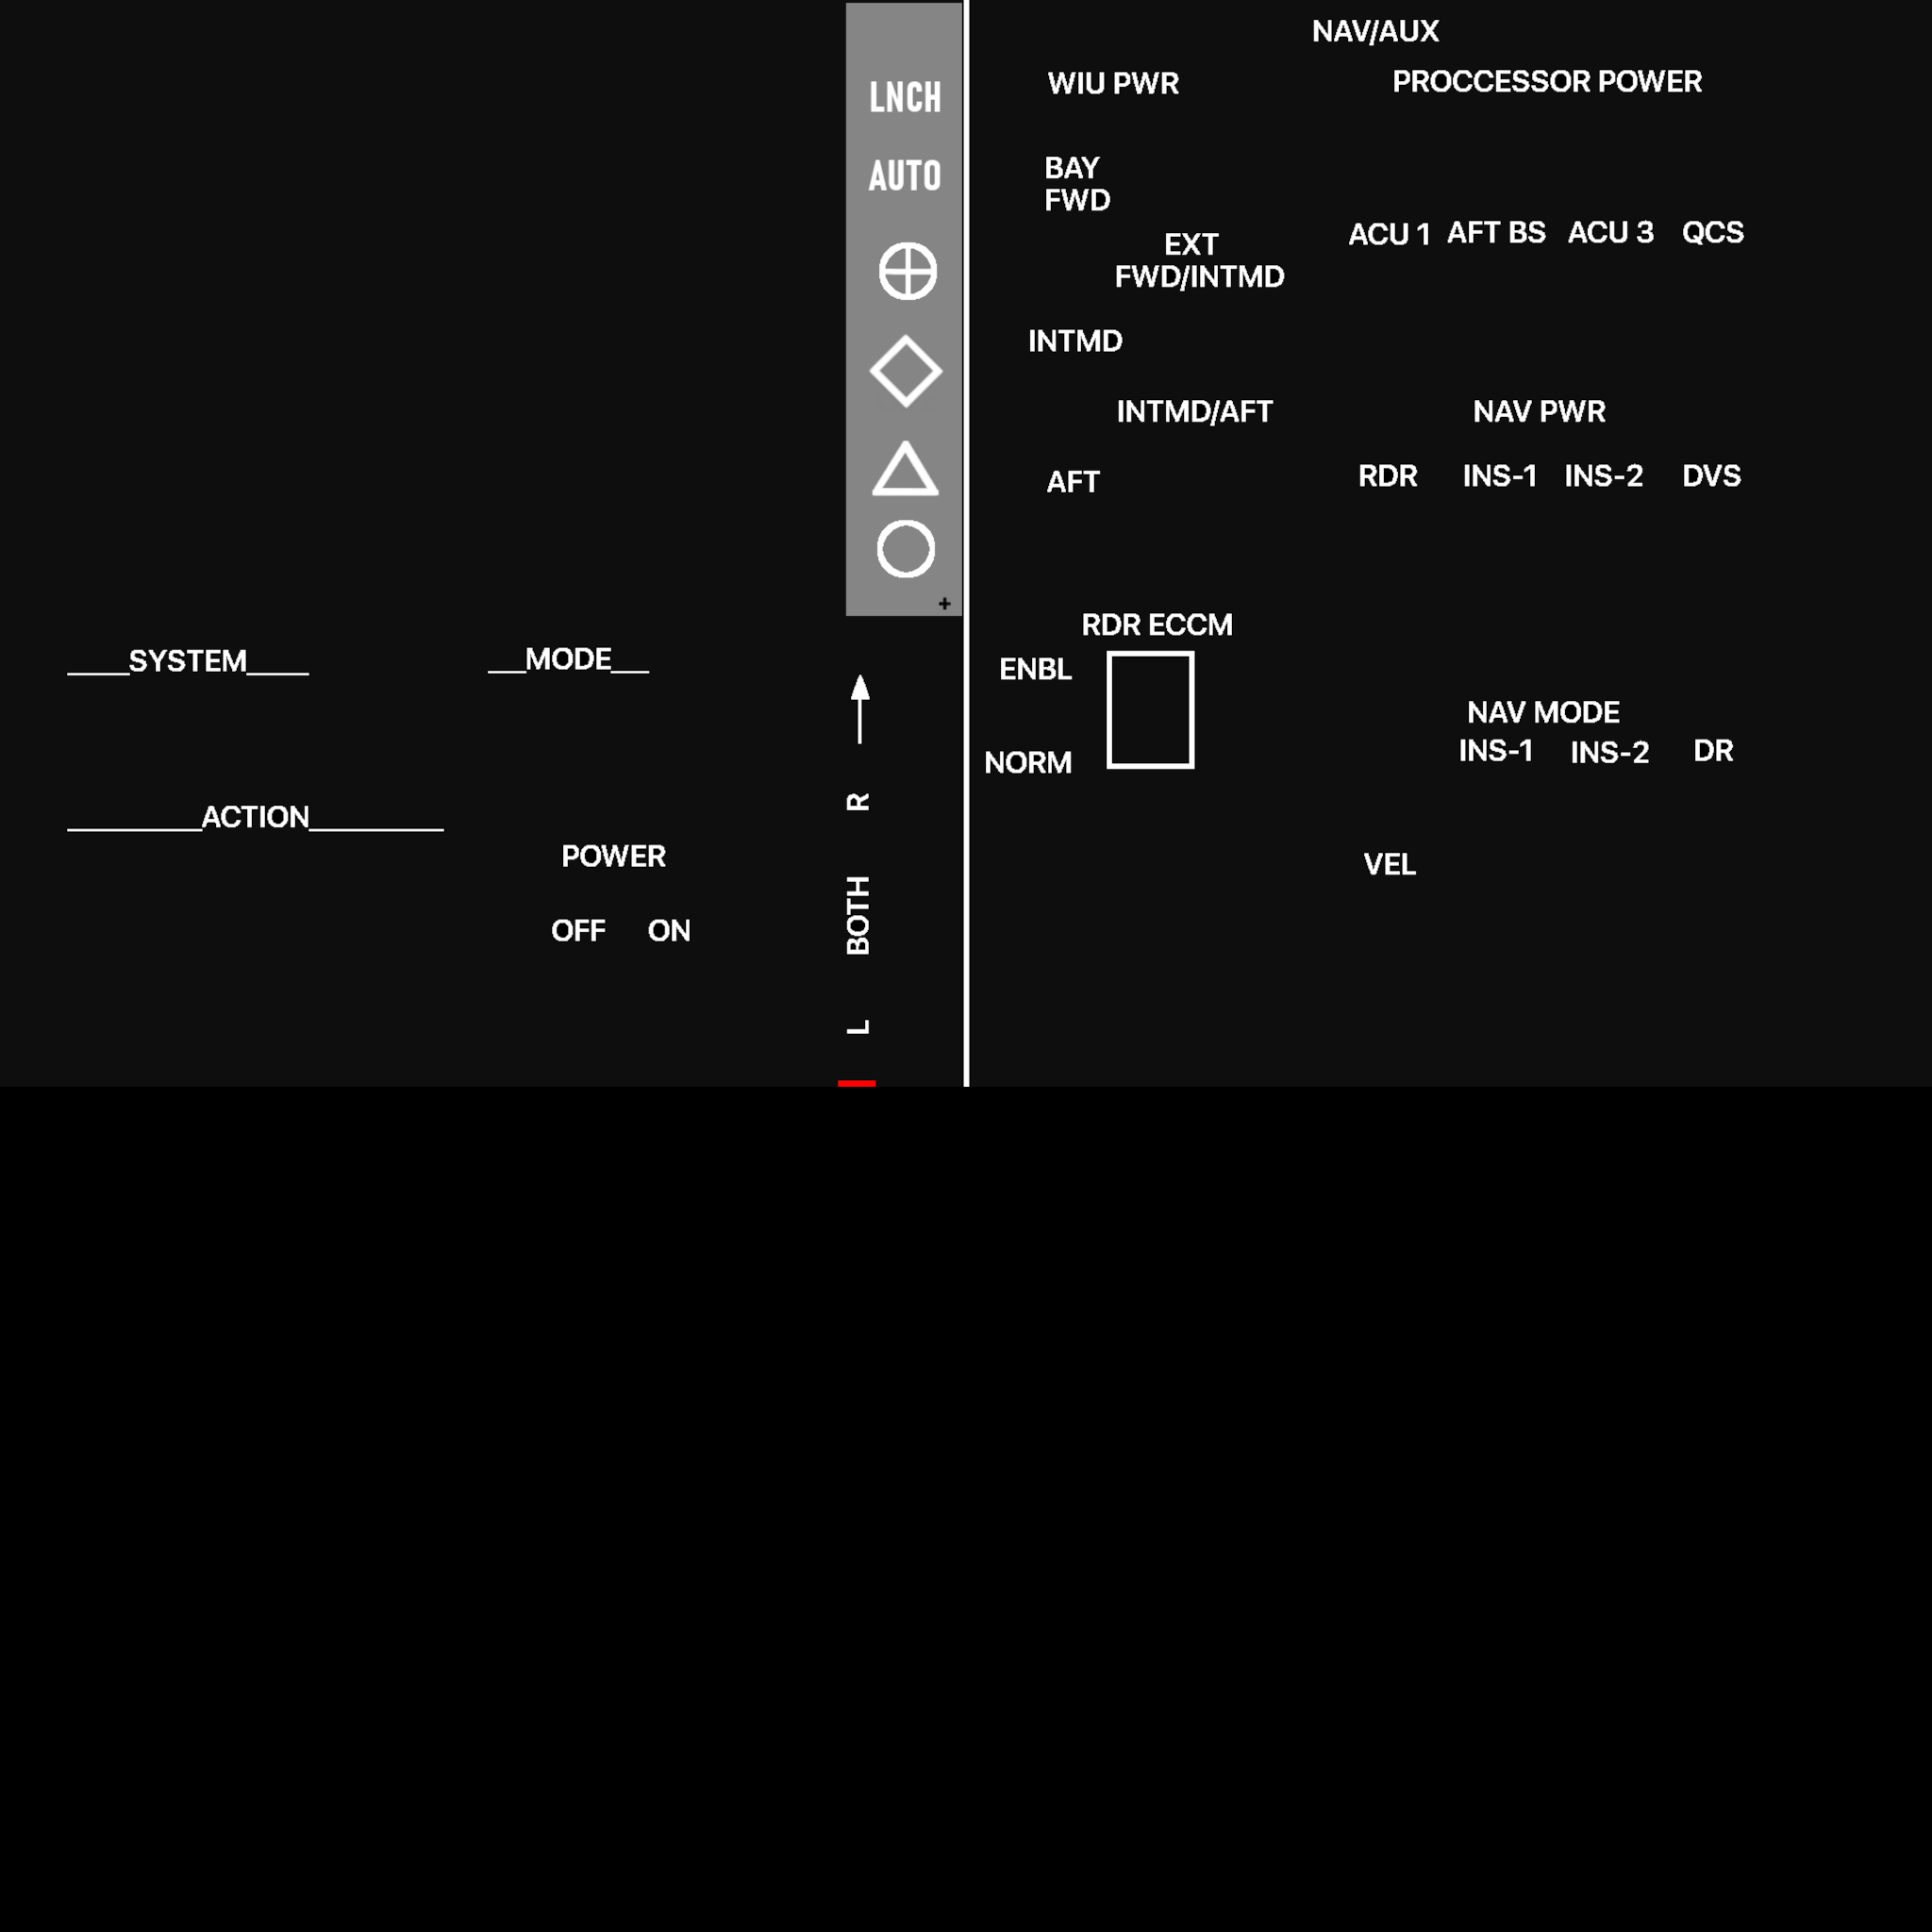 LNCH
AUTO
____SYSTEM____
__MODE__
_________ACTION_________
POWER
OFF ON
R
BOTH
L
NAV/AUX
WIU PWR
PROCCESSOR POWER
BAY
FWD
EXT
FWD/INTMD
ACU 1 AFT BS ACU 3 QCS
INTMD
INTMD/AFT
NAV PWR
AFT
RDR INS-1 INS-2 DVS
RDR ECCM
ENBL
NORM
NAV MODE
INS-1 INS-2 DR
VEL